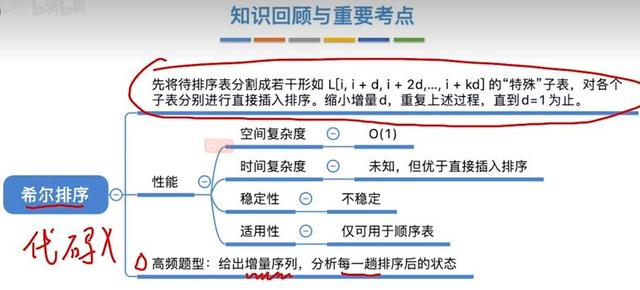 知识回顾与重要考点
先将待排序表分割成若干形如 L[i, i + d, i + 2d,..., i + kd] 的“特殊”子表，对各个
子表分别进行直接插入排序。缩小增量d，重复上述过程，直到d=1为止。
空间复杂度 O(1)
时间复杂度 未知，但优于直接插入排序
希尔排序 性能
稳定性 不稳定
适用性 仅可用于顺序表
代码X
高频题型：给出增量序列，分析每一趟排序后的状态